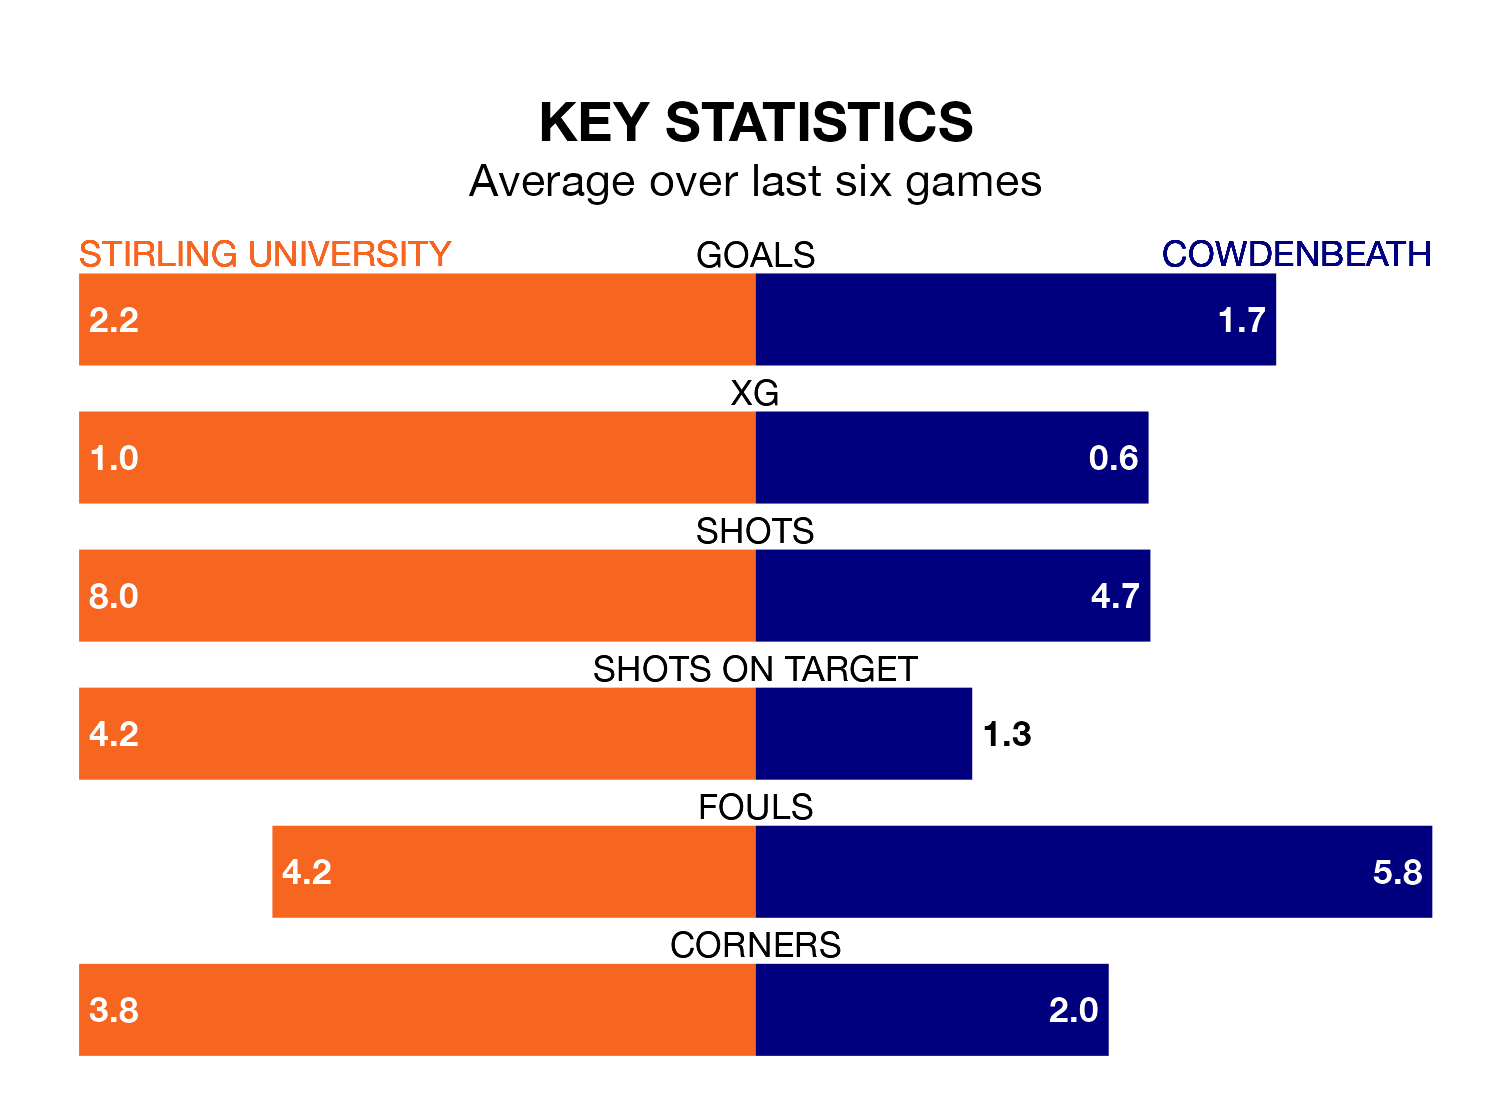 KEY STATISTICS
Average over last six games
STIRLING UNIVERSITY GOALS COWDENBEATH
2.2 1.7
XG
1.0 0.6
SHOTS
8.0 4.7
SHOTS ON TARGET
4.2 1.3
FOULS
4.2 5.8
CORNERS
3.8 2.0